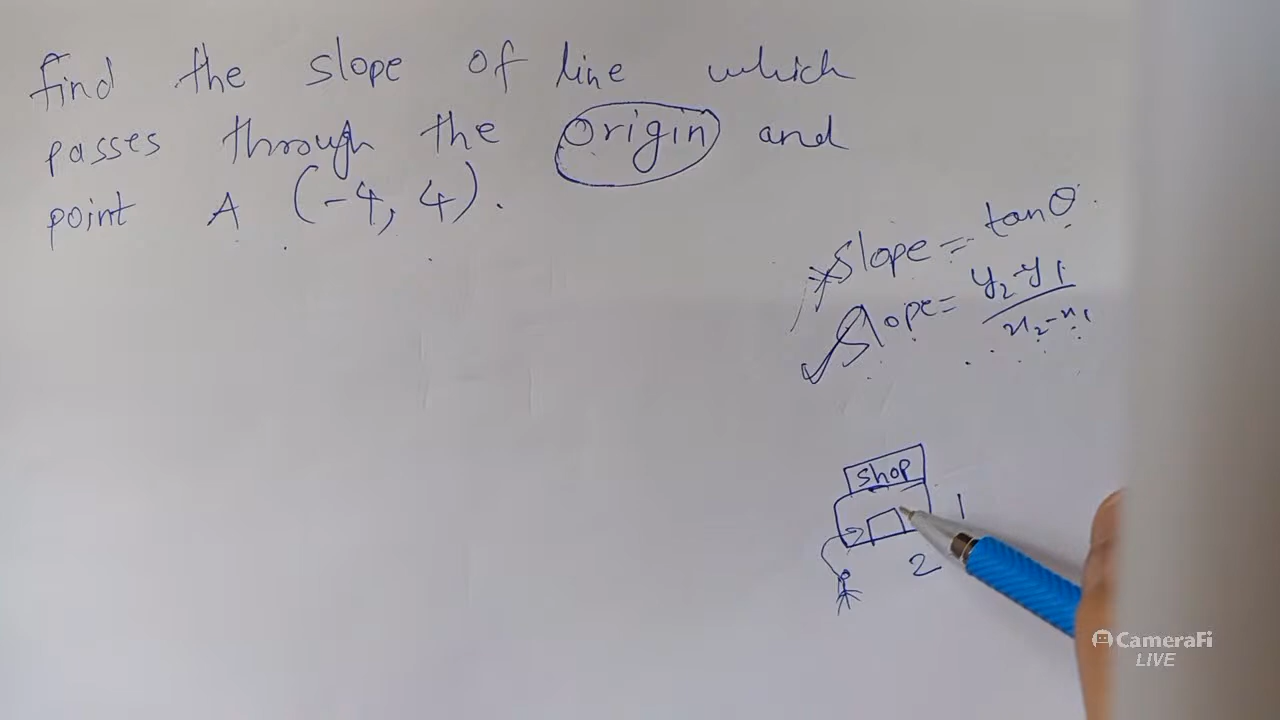 find the slope of line which
passes through the origin and
point A (-4, 4).
slope = tanθ
slope = y₂-y₁
x₂-x₁
shop
1
2
CameraFi
LIVE